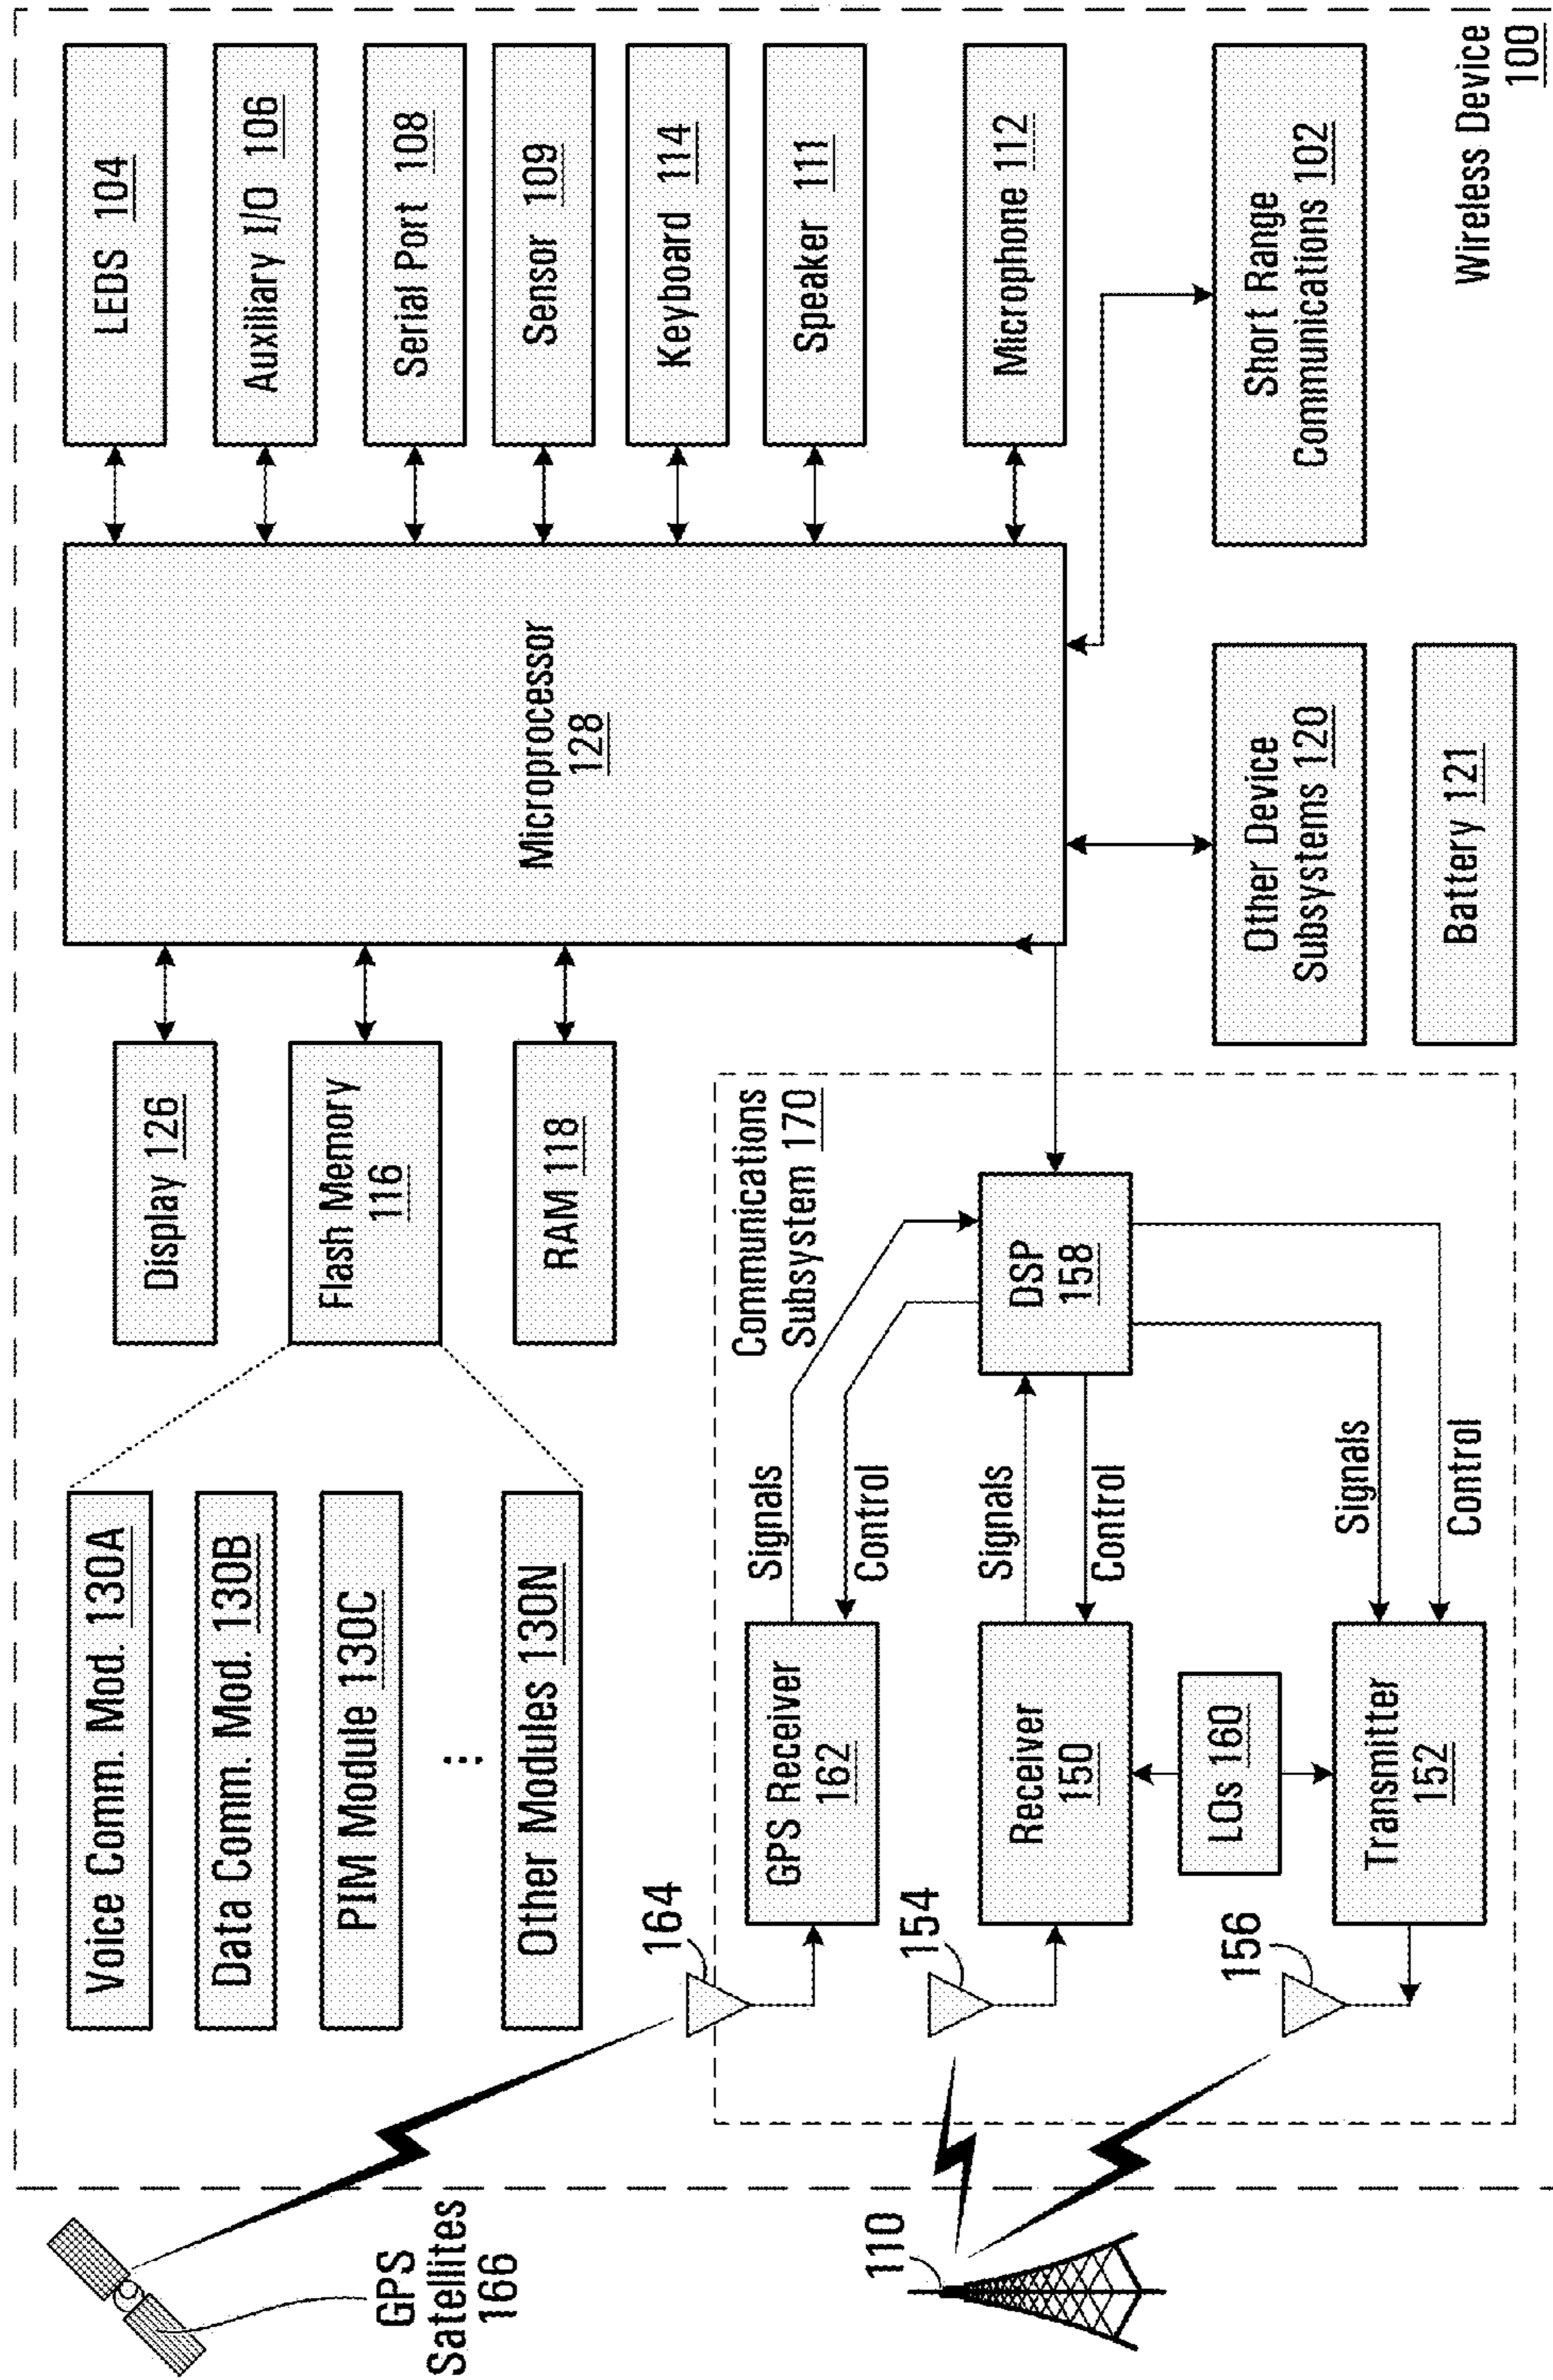 GPS
Satellites
166
110
Voice Comm. Mod. 130A
Data Comm. Mod. 130B
PIM Module 130C
...
Other Modules 130N
Display 126
Flash Memory
116
RAM 118
Microprocessor
128
LEDS 104
Auxiliary I/O 106
Serial Port 108
Sensor 109
Keyboard 114
Speaker 111
Microphone 112
Short Range
Communications 102
Other Device
Subsystems 120
Battery 121
Communications
Subsystem 170
164
GPS Receiver
162
Signals
Control
154
Receiver
150
Signals
Control
DSP
158
LOs 160
156
Transmitter
152
Signals
Control
Wireless Device
100